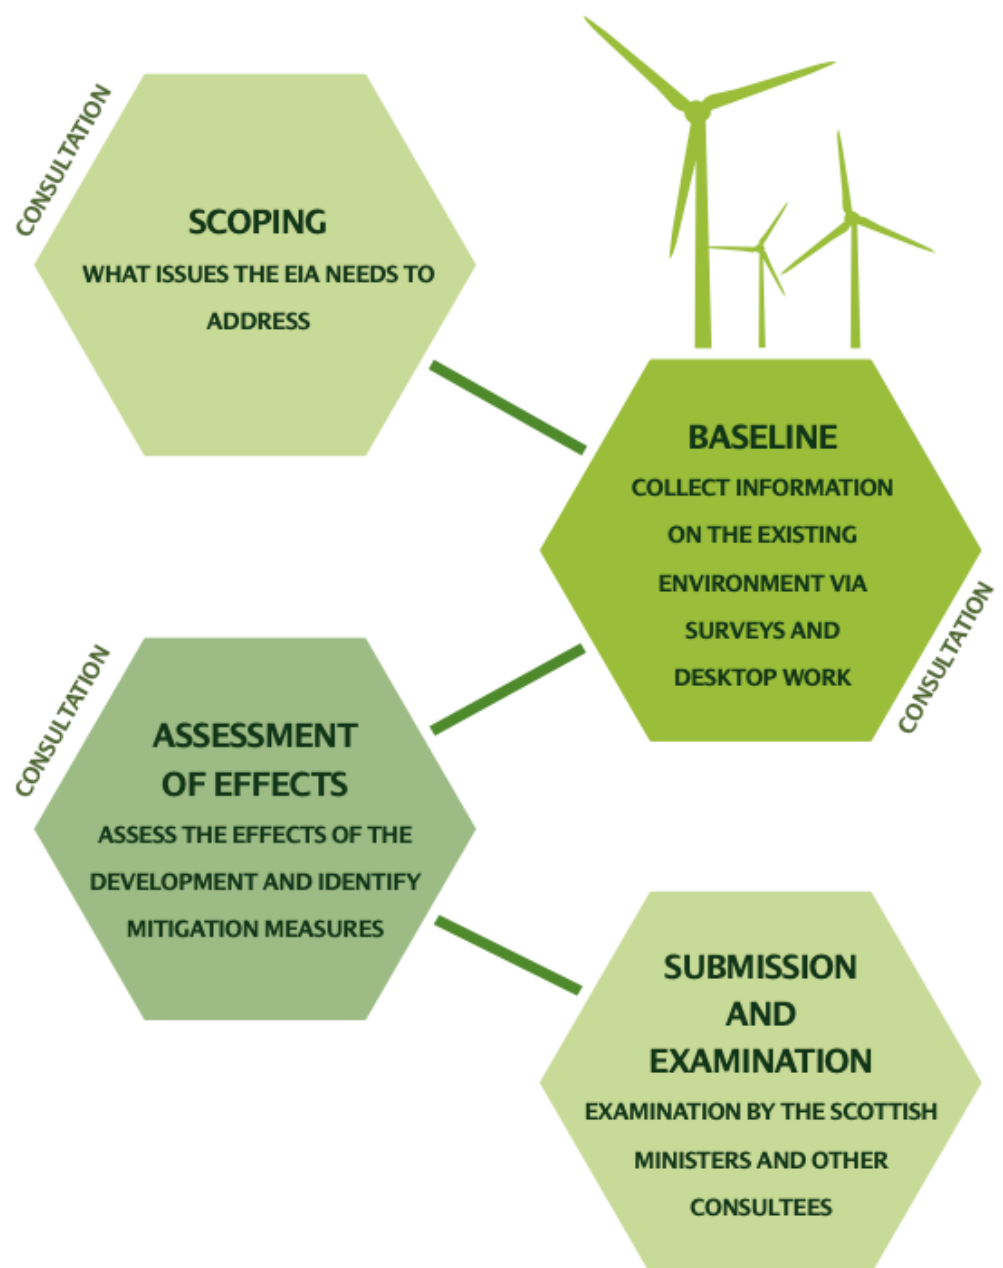 CONSULTATION
SCOPING
WHAT ISSUES THE EIA NEEDS TO
ADDRESS
BASELINE
COLLECT INFORMATION
ON THE EXISTING
ENVIRONMENT VIA
SURVEYS AND
DESKTOP WORK
CONSULTATION
CONSULTATION
ASSESSMENT
OF EFFECTS
ASSESS THE EFFECTS OF THE
DEVELOPMENT AND IDENTIFY
MITIGATION MEASURES
SUBMISSION
AND
EXAMINATION
EXAMINATION BY THE SCOTTISH
MINISTERS AND OTHER
CONSULTEES